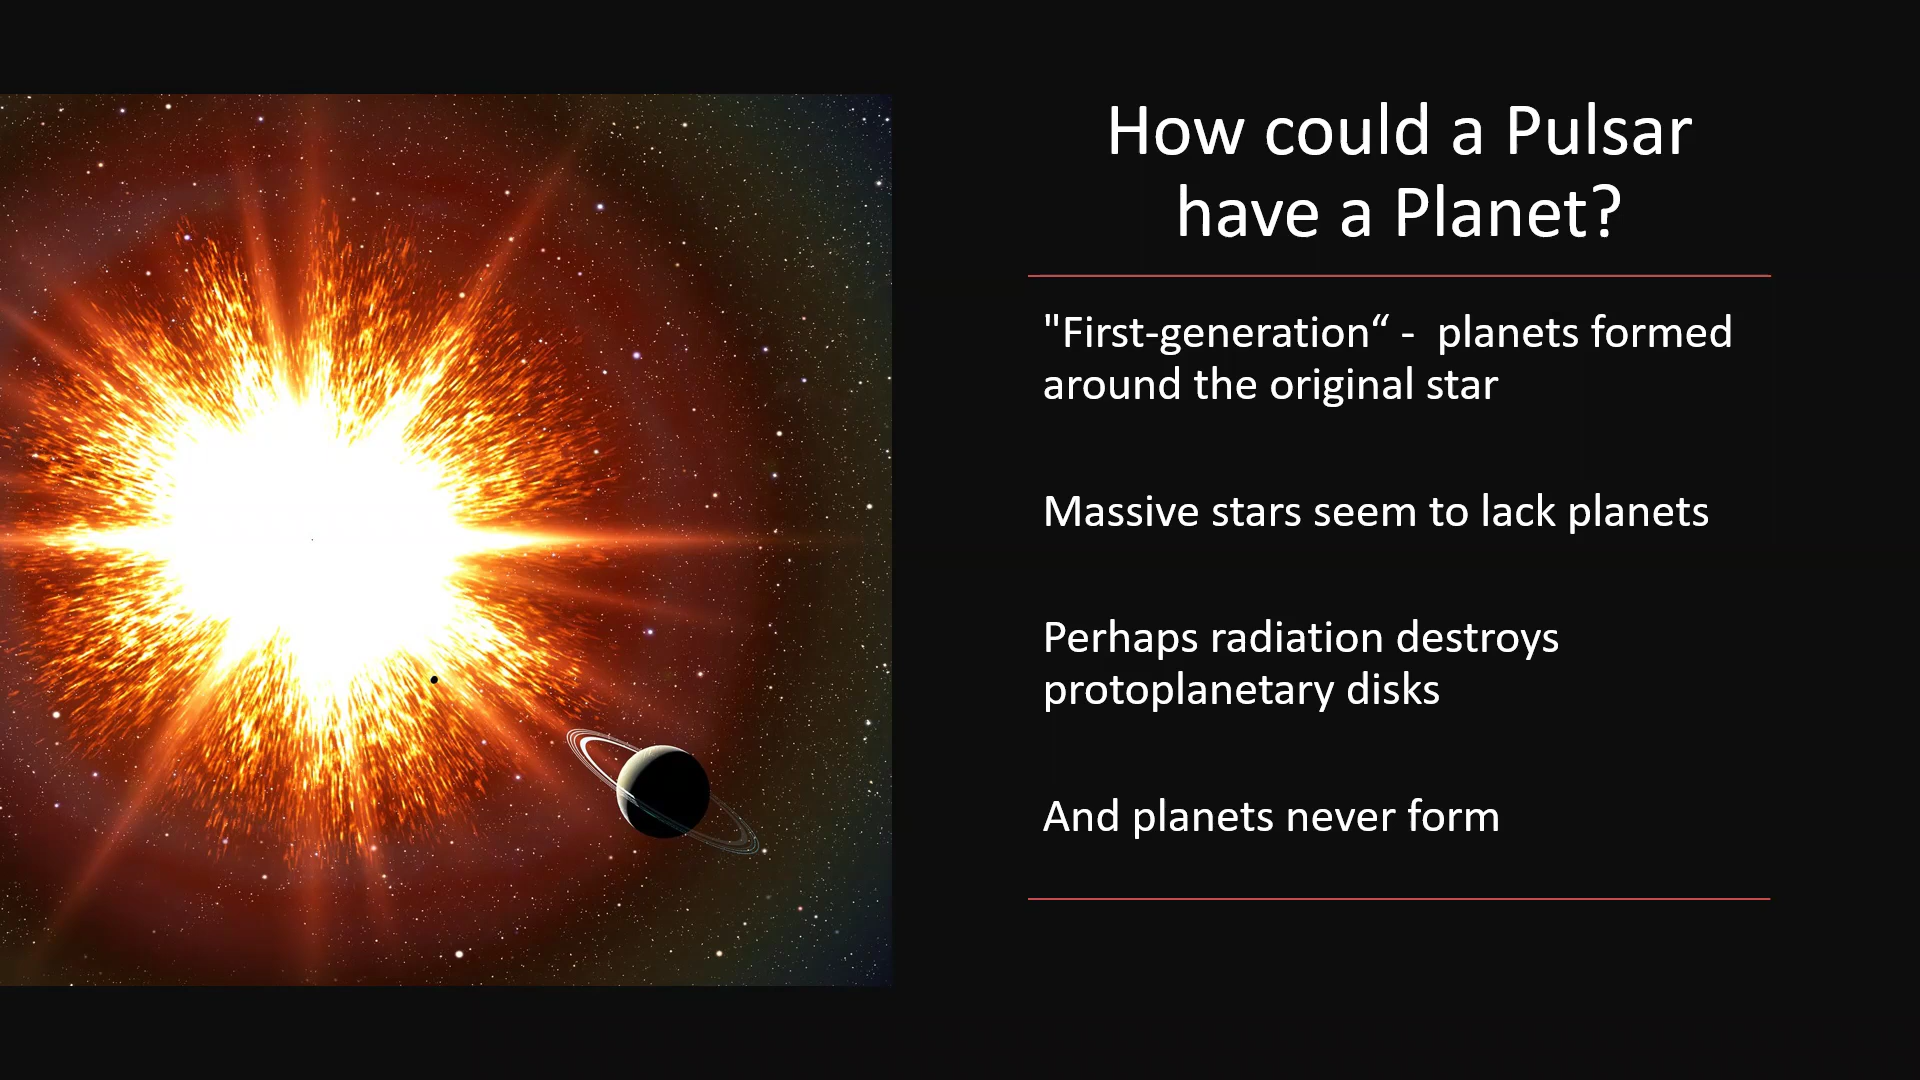 How could a Pulsar
have a Planet?
"First-generation“ -  planets formed
around the original star
Massive stars seem to lack planets
Perhaps radiation destroys
protoplanetary disks
And planets never form